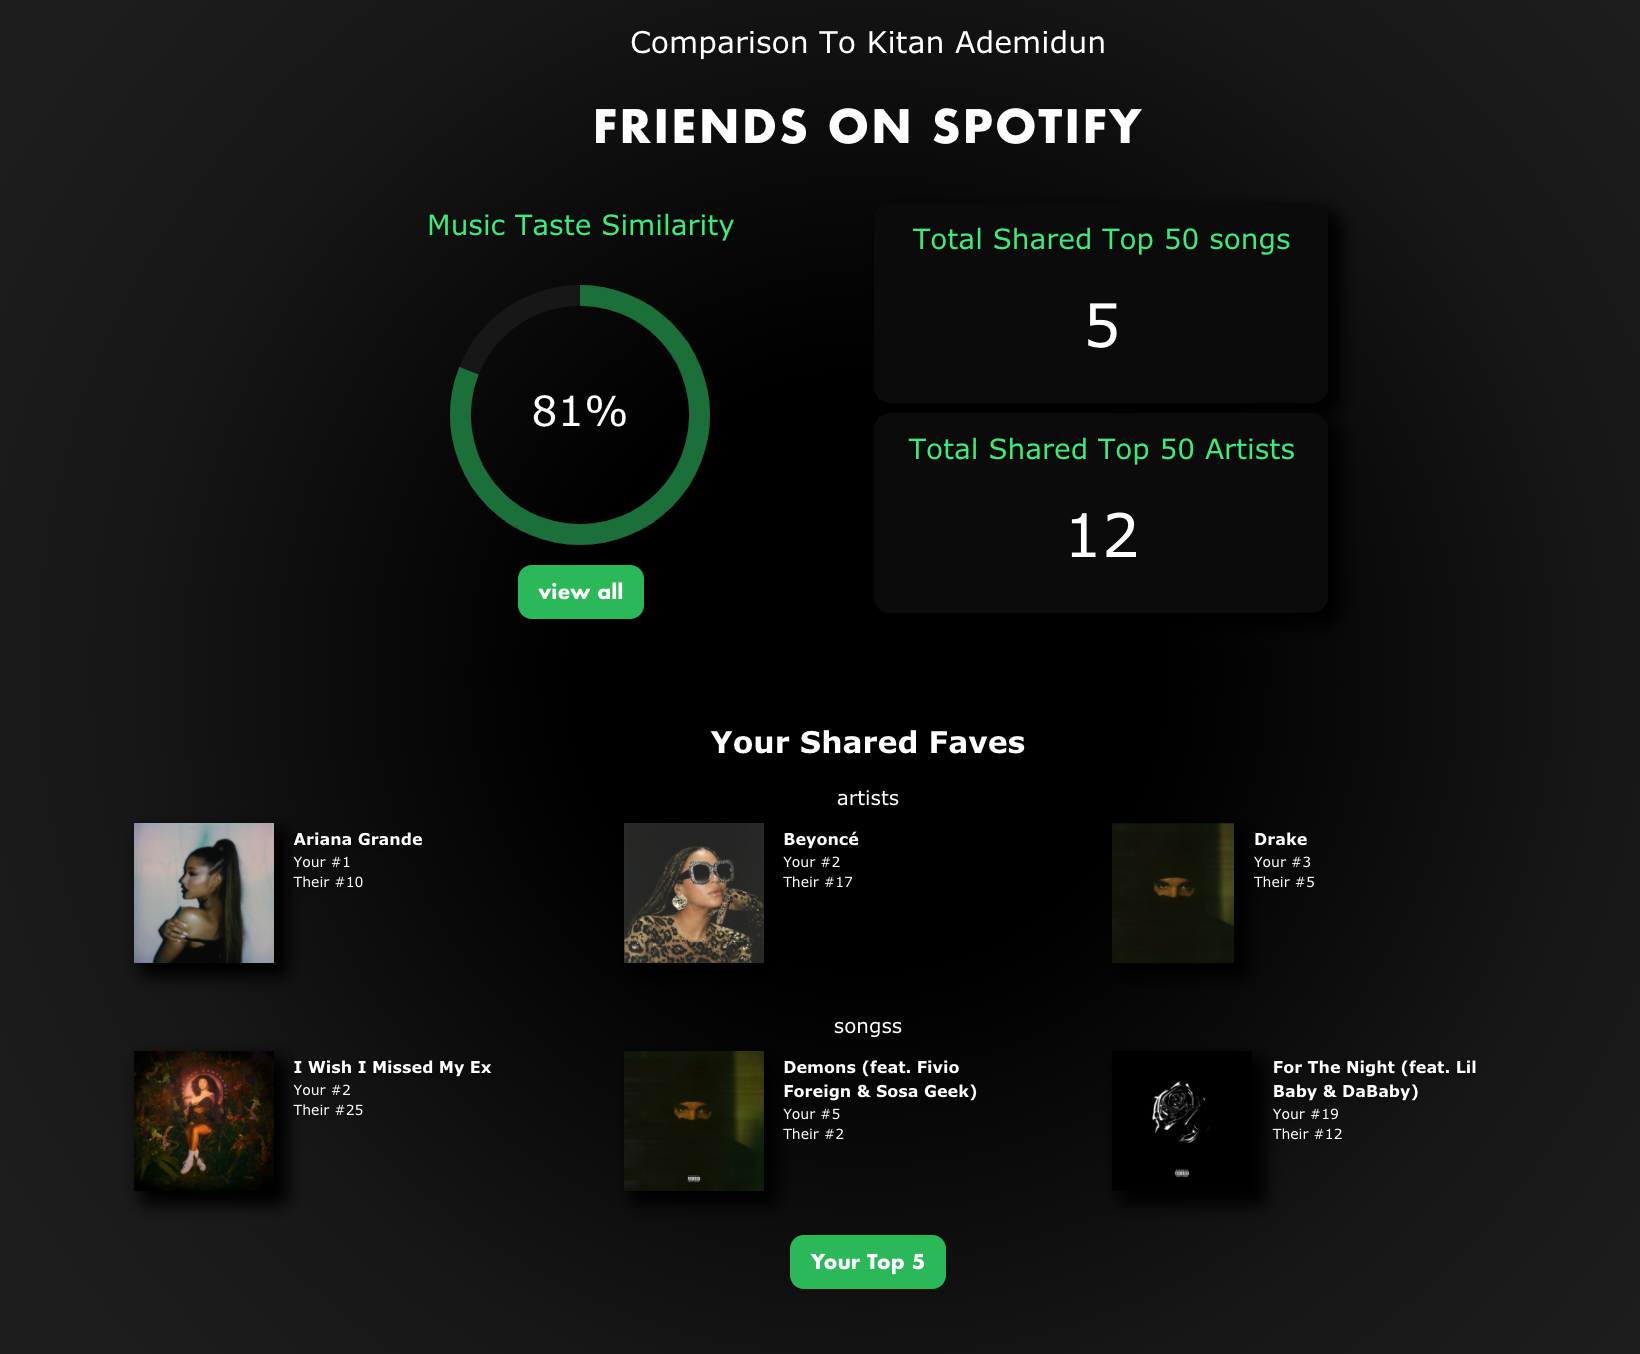 Comparison To Kitan Ademidun
FRIENDS ON SPOTIFY
Music Taste Similarity
81%
view all
Total Shared Top 50 songs
5
Total Shared Top 50 Artists
12
Your Shared Faves
artists
Ariana Grande
Your #1
Their #10
Beyoncé
Your #2
Their #17
Drake
Your #3
Their #5
songss
I Wish I Missed My Ex
Your #2
Their #25
Demons (feat. Fivio
Foreign & Sosa Geek)
Your #5
Their #2
For The Night (feat. Lil
Baby & DaBaby)
Your #19
Their #12
Your Top 5